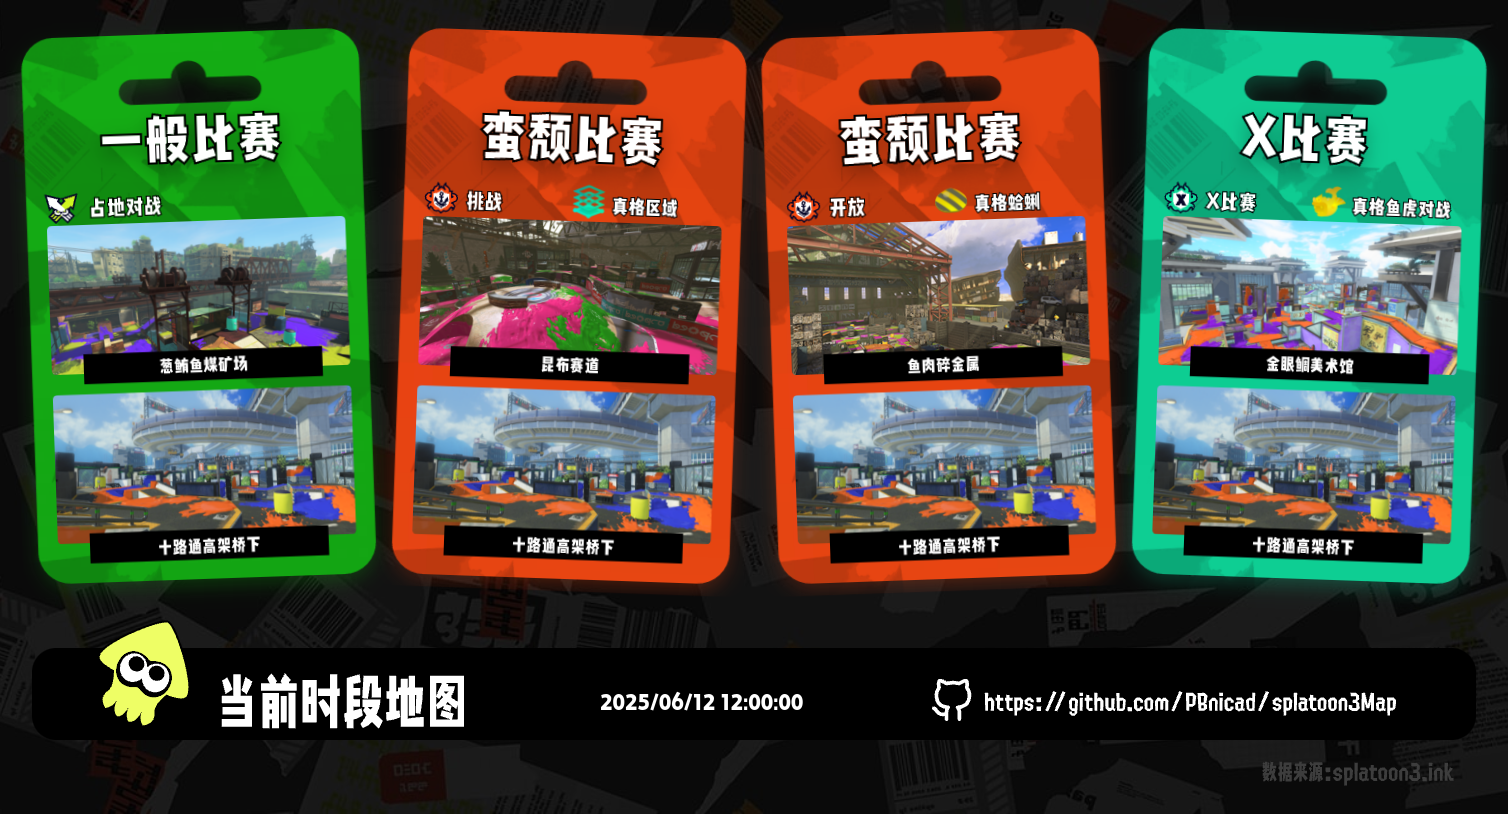 一般比赛
占地对战
葱鲔鱼煤矿场
十路通高架桥下
蛮颓比赛
挑战
真格区域
昆布赛道
十路通高架桥下
蛮颓比赛
开放
真格蛤蜊
鱼肉碎金属
十路通高架桥下
X比赛
X比赛
真格鱼虎对战
金眼鲷美术馆
十路通高架桥下
当前时段地图
2025/06/12 12:00:00
https://github.com/PBnicad/splatoon3Map
数据来源:splatoon3.ink